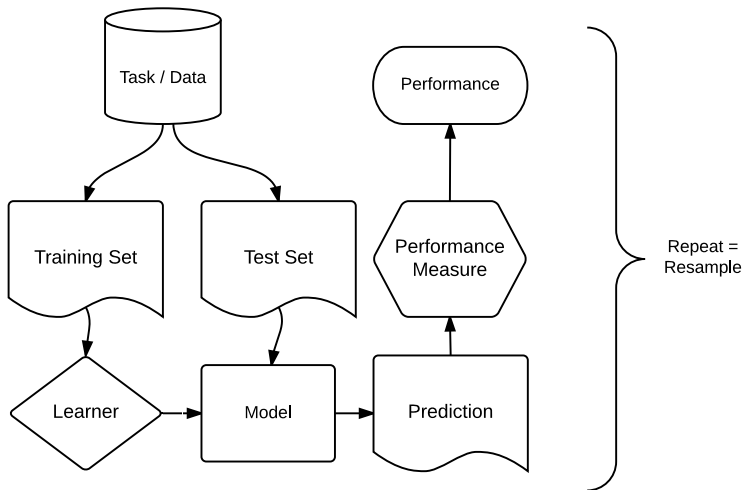 Task / Data
Performance
Training Set
Test Set
Performance
Measure
Repeat =
Resample
Learner
Model
Prediction